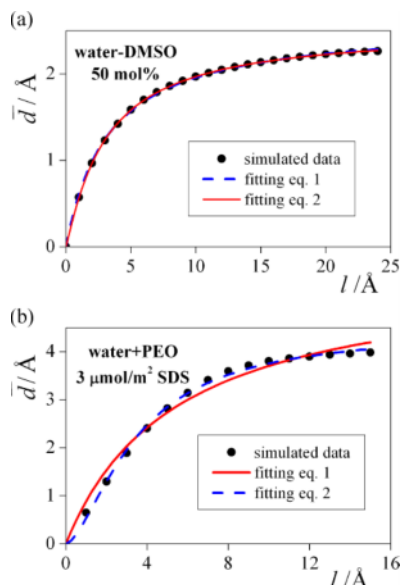 (a)
water-DMSO
50 mol%
d̄ / Å
2
1
0
simulated data
fitting eq. 1
fitting eq. 2
0 5 10 15 20 25
l /Å
(b)
water+PEO
3 μmol/m² SDS
d̄ / Å
5
4
3
2
1
0
simulated data
fitting eq. 1
fitting eq. 2
0 4 8 12 16
l /Å